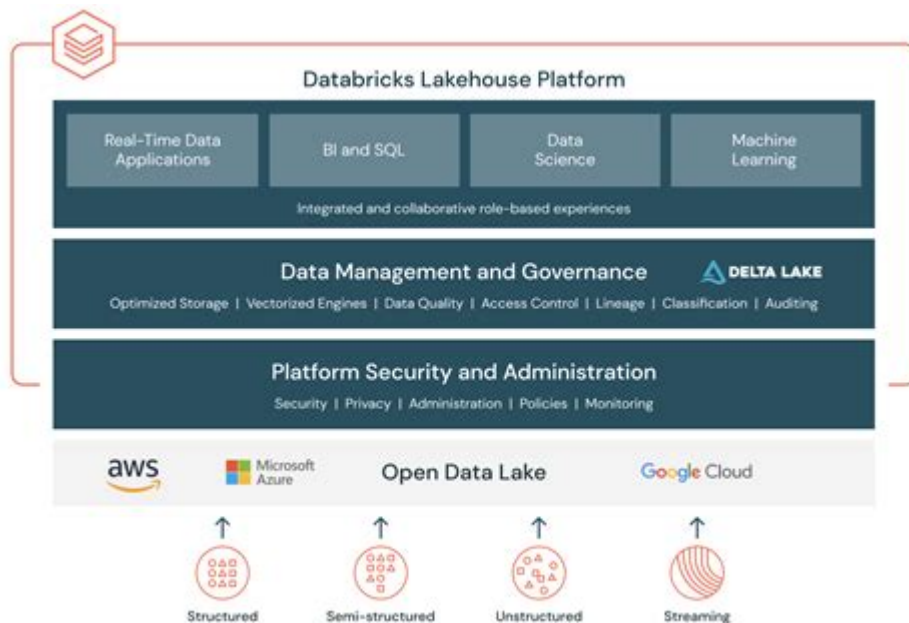 Databricks Lakehouse Platform
Real-Time Data
Applications
BI and SQL
Data
Science
Machine
Learning
Integrated and collaborative role-based experiences
Data Management and Governance
DELTA LAKE
Optimized Storage | Vectorized Engines | Data Quality | Access Control | Lineage | Classification | Auditing
Platform Security and Administration
Security | Privacy | Administration | Policies | Monitoring
aws
Microsoft
Azure
Open Data Lake
Google Cloud
Structured
Semi-structured
Unstructured
Streaming